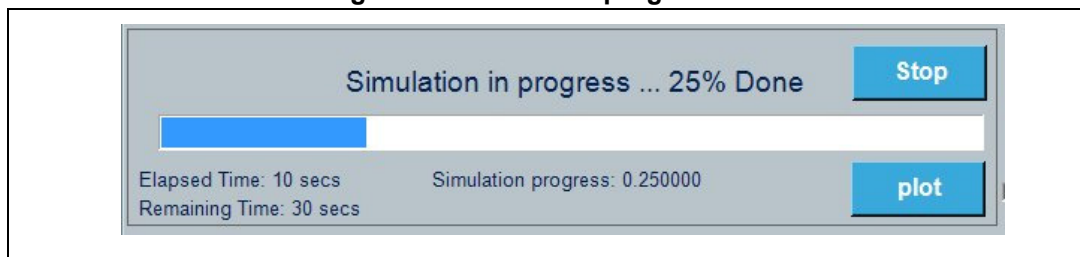 Simulation in progress ... 25% Done
Stop
Elapsed Time: 10 secs
Simulation progress: 0.250000
Remaining Time: 30 secs
plot